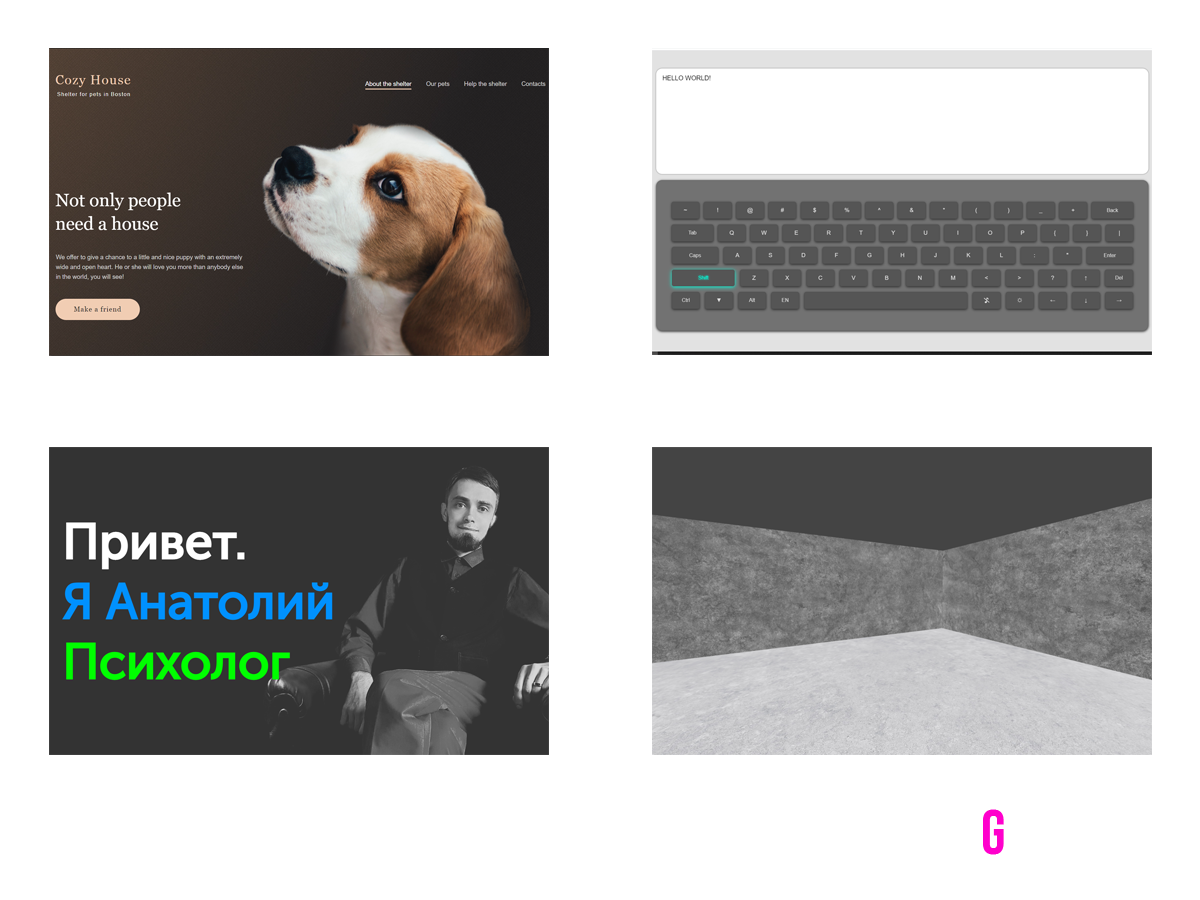 Cozy House
Shelter for pets in Boston
About the shelter Our pets Help the shelter Contacts
Not only people
need a house
We offer to give a chance to a little and nice puppy with an extremely
wide and open heart. He or she will love you more than anybody else
in the world, you will see!
Make a friend
HELLO WORLD!
~ ! @ # $ % ^ & * ( ) _ + Back
Tab Q W E R T Y U I O P { } |
Caps A S D F G H J K L : " Enter
Shift Z X C V B N M < > ? ↑ Del
Ctrl ▼ Alt EN ← ↓ →
Привет.
Я Анатолий
Психолог
G